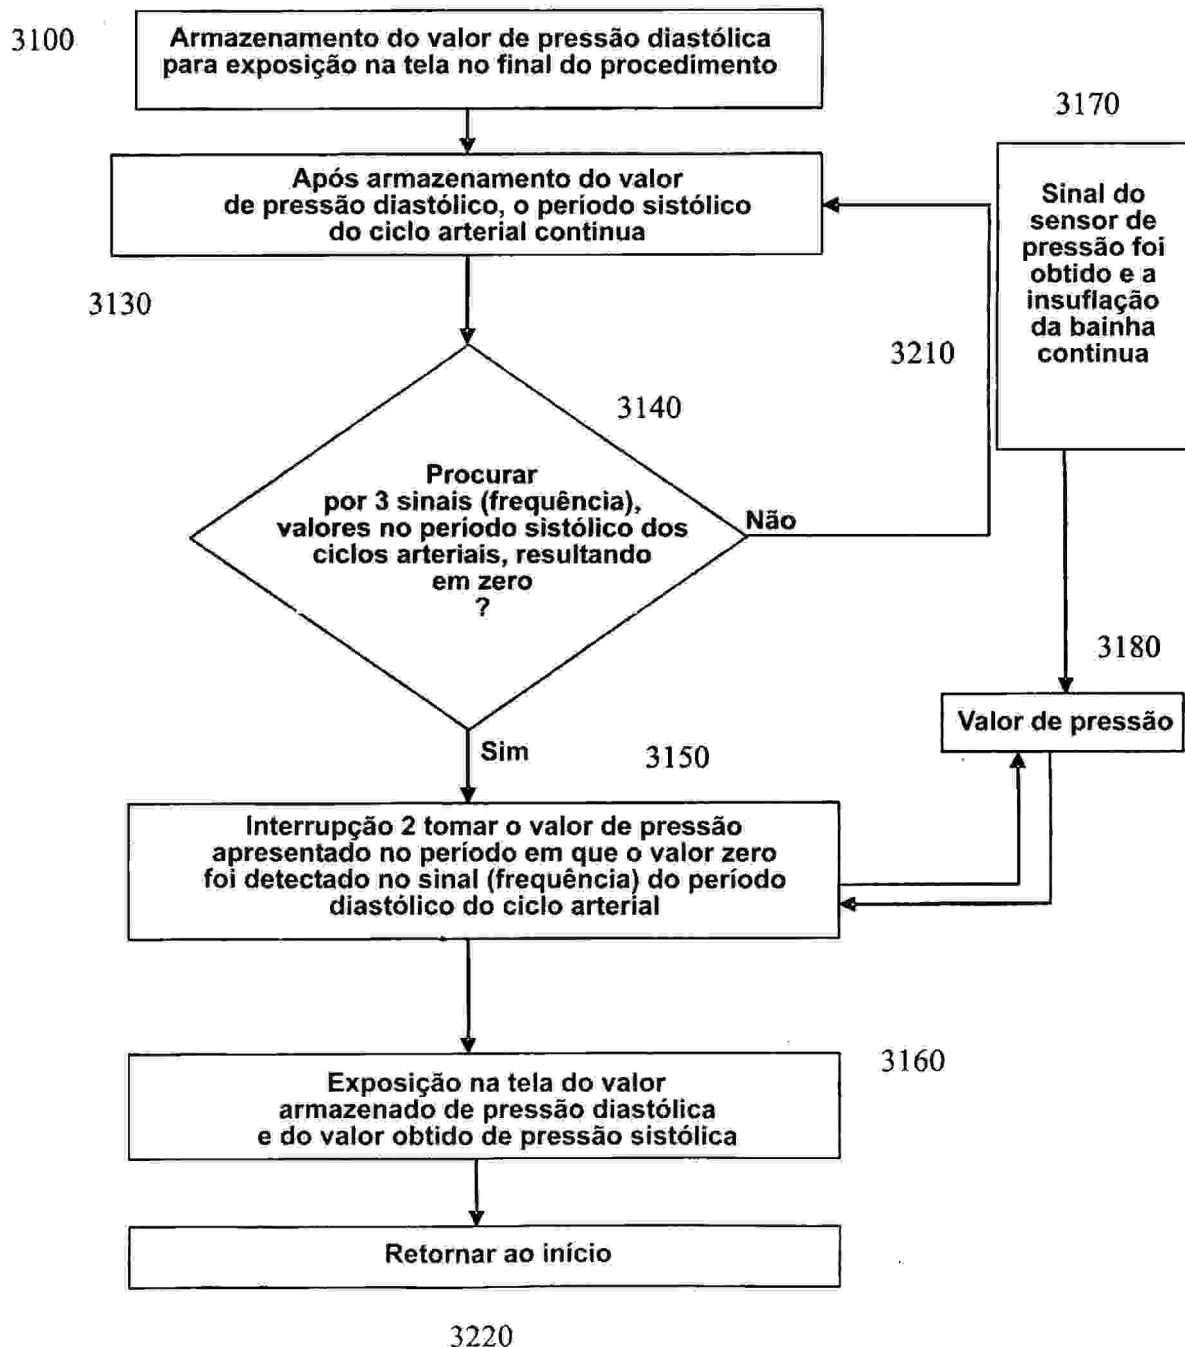 3100
Armazenamento do valor de pressão diastólica
para exposição na tela no final do procedimento
3170
Após armazenamento do valor
de pressão diastólico, o período sistólico
do ciclo arterial continua
Sinal do
sensor de
pressão foi
obtido e a
insuflação
da bainha
continua
3130
3210
3140
Procurar
por 3 sinais (frequência),
valores no período sistólico dos
ciclos arteriais, resultando
em zero
?
Não
3180
Valor de pressão
Sim
3150
Interrupção 2 tomar o valor de pressão
apresentado no período em que o valor zero
foi detectado no sinal (frequência) do período
diastólico do ciclo arterial
3160
Exposição na tela do valor
armazenado de pressão diastólica
e do valor obtido de pressão sistólica
Retornar ao início
3220